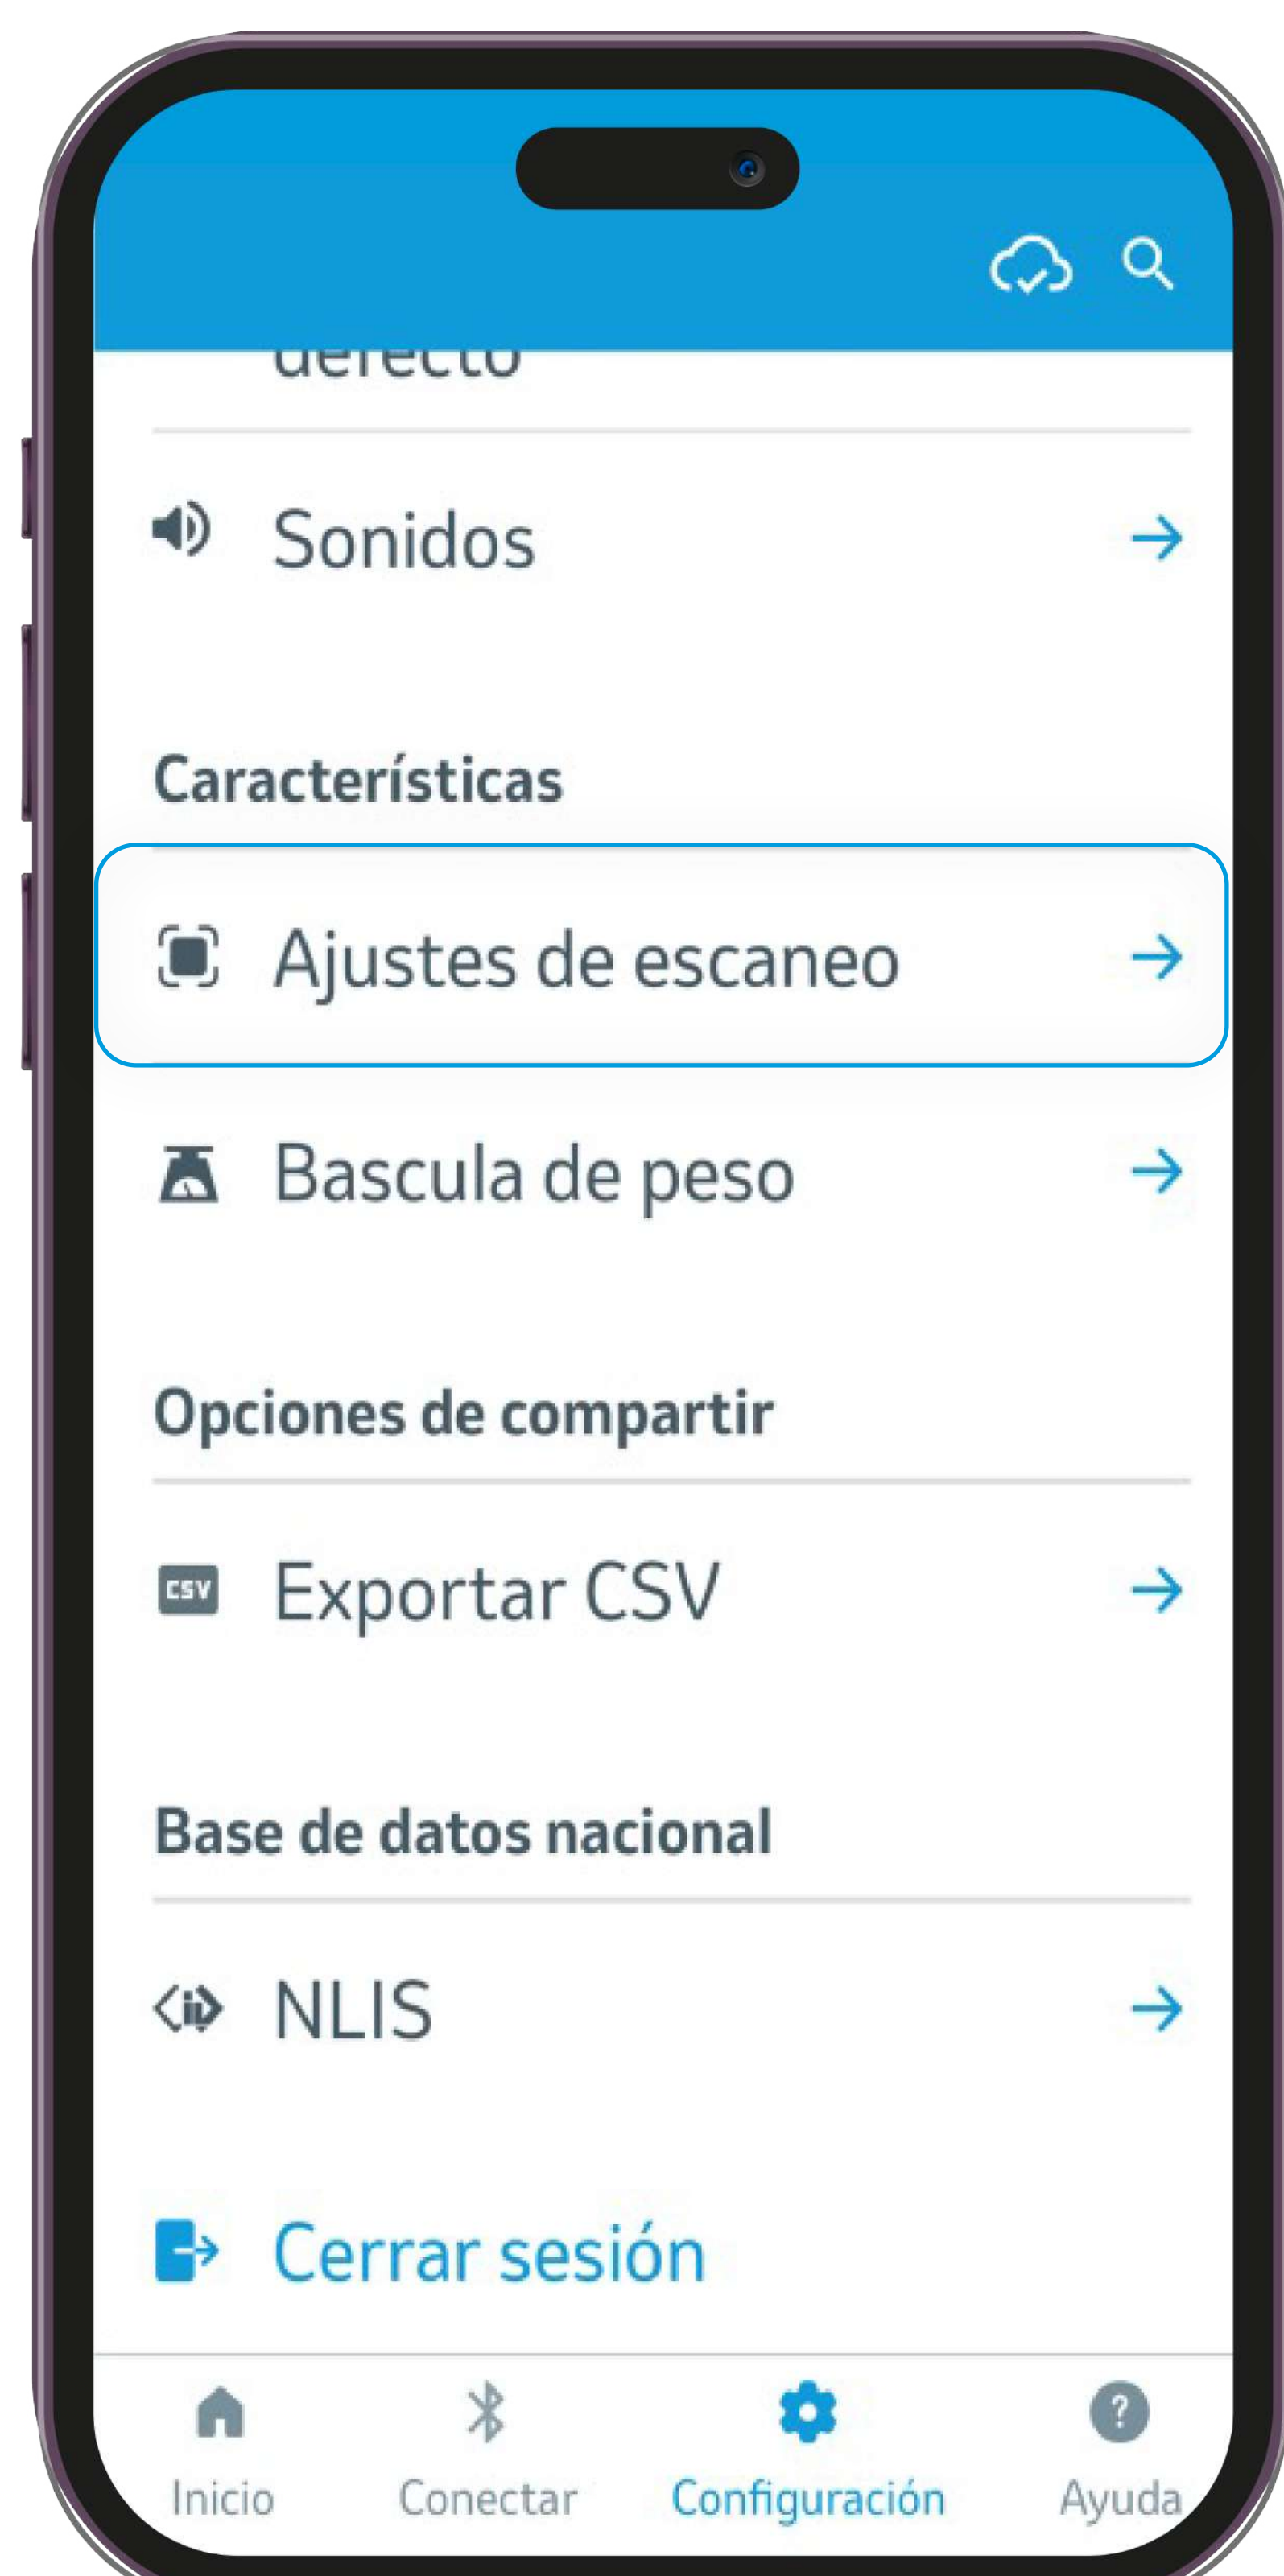 defecto
Sonidos
Características
Ajustes de escaneo
Bascula de peso
Opciones de compartir
CSV
Exportar CSV
Base de datos nacional
NLIS
Cerrar sesión
Inicio
Conectar
Configuración
Ayuda